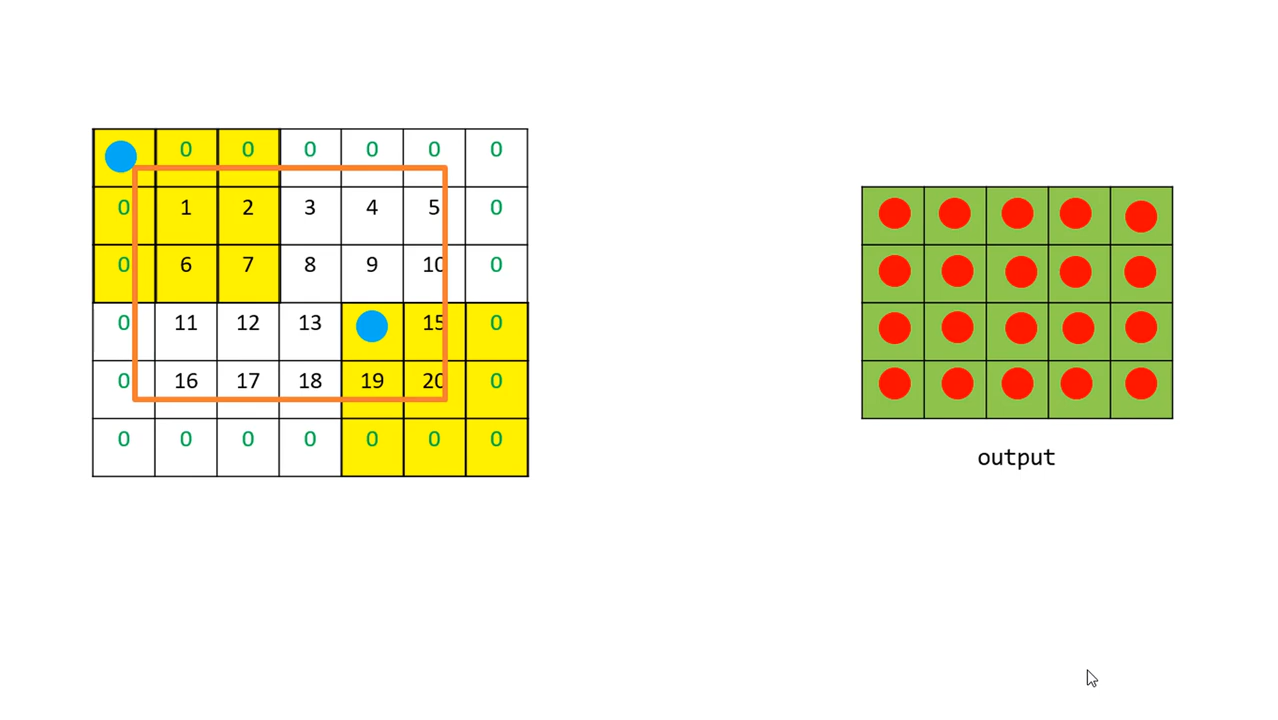 0 0 0 0 0 0
0 1 2 3 4 5 0
0 6 7 8 9 10 0
0 11 12 13 15 0
0 16 17 18 19 20 0
0 0 0 0 0 0 0
output